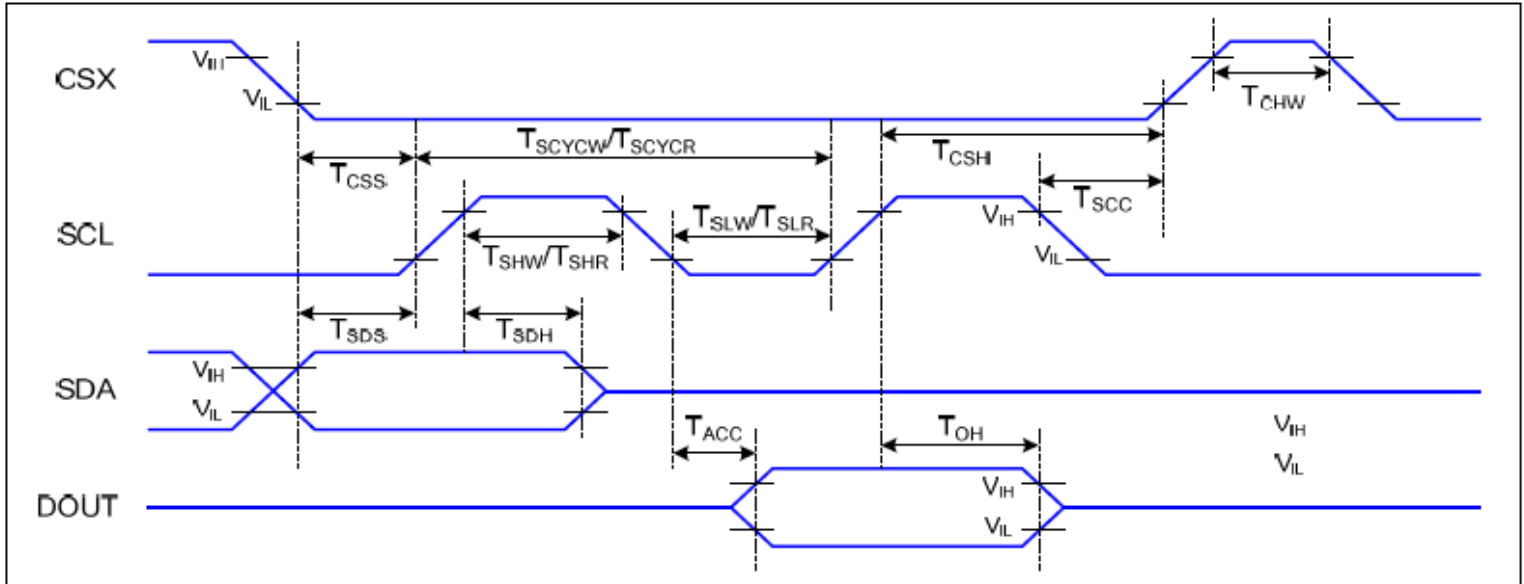 CSX
VIH
VIL
TCHW
TSCYCW/TSCYCR
TCSH
TCSS
TSCC
SCL
TSLW/TSLR
VIH
TSHW/TSHR
VIL
TSDS
TSDH
SDA
VIH
VIL
TACC
TOH
VIH
VIL
DOUT
VIH
VIL